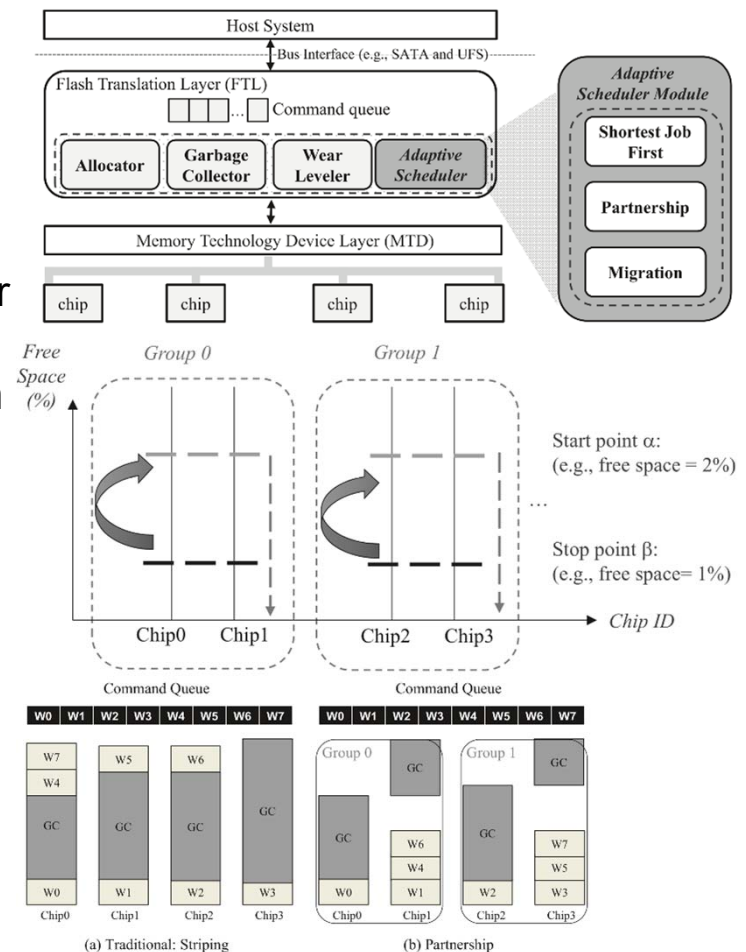 Host System
Bus Interface (e.g., SATA and UFS)
Flash Translation Layer (FTL)
... Command queue
Allocator
Garbage
Collector
Wear
Leveler
Adaptive
Scheduler
Memory Technology Device Layer (MTD)
chip chip chip chip
Adaptive
Scheduler Module
Shortest Job
First
Partnership
Migration
r
Free
Space
(%)
Group 0 Group 1
Start point α:
(e.g., free space = 2%)
...
Stop point β:
(e.g., free space= 1%)
Chip0 Chip1 Chip2 Chip3 Chip ID
Command Queue
W0 W1 W2 W3 W4 W5 W6 W7
W7 W5 W6
W4
GC GC GC GC
W0 W1 W2 W3
Chip0 Chip1 Chip2 Chip3
(a) Traditional: Striping
Command Queue
W0 W1 W2 W3 W4 W5 W6 W7
Group 0 Group 1
GC GC
GC GC
W6 W7
W4 W5
W0 W1 W2 W3
Chip0 Chip1 Chip2 Chip3
(b) Partnership